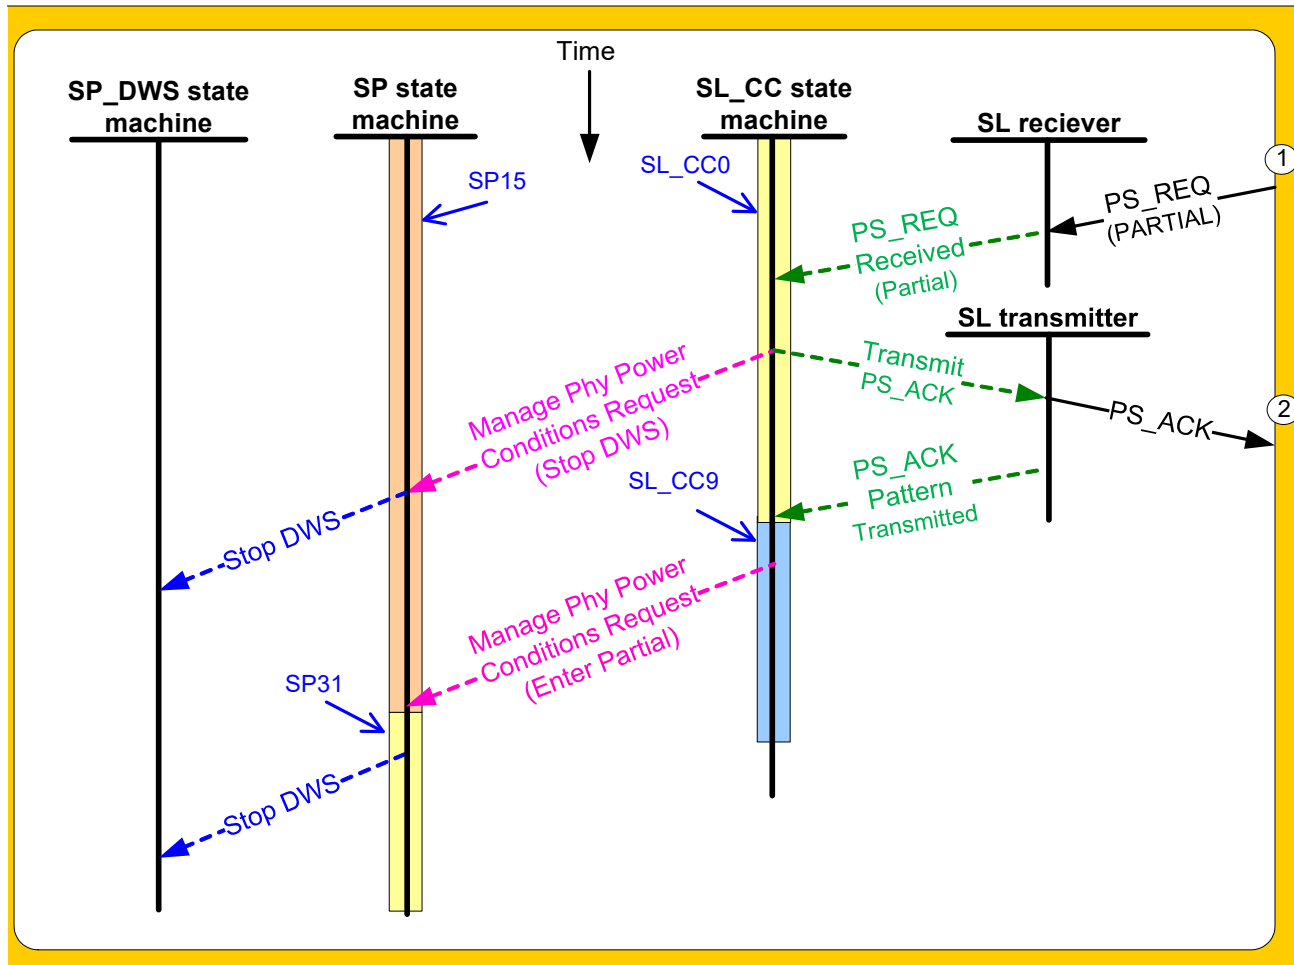 Time
SP_DWS state
machine
SP state
machine
SL_CC state
machine
SL reciever
1
SP15
SL_CC0
PS_REQ
(PARTIAL)
PS_REQ
Received
(Partial)
SL transmitter
Transmit
PS_ACK
2
PS_ACK
Manage Phy Power
Conditions Request
(Stop DWS)
PS_ACK
Pattern
Transmitted
SL_CC9
Stop DWS
Manage Phy Power
Conditions Request
(Enter Partial)
SP31
Stop DWS